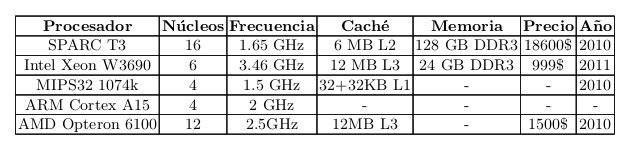 Procesador Núcleos Frecuencia Caché Memoria Precio Año
SPARC T3 16 1.65 GHz 6 MB L2 128 GB DDR3 18600$ 2010
Intel Xeon W3690 6 3.46 GHz 12 MB L3 24 GB DDR3 999$ 2011
MIPS32 1074k 4 1.5 GHz 32+32KB L1 - - 2010
ARM Cortex A15 4 2 GHz - - - -
AMD Opteron 6100 12 2.5GHz 12MB L3 - 1500$ 2010